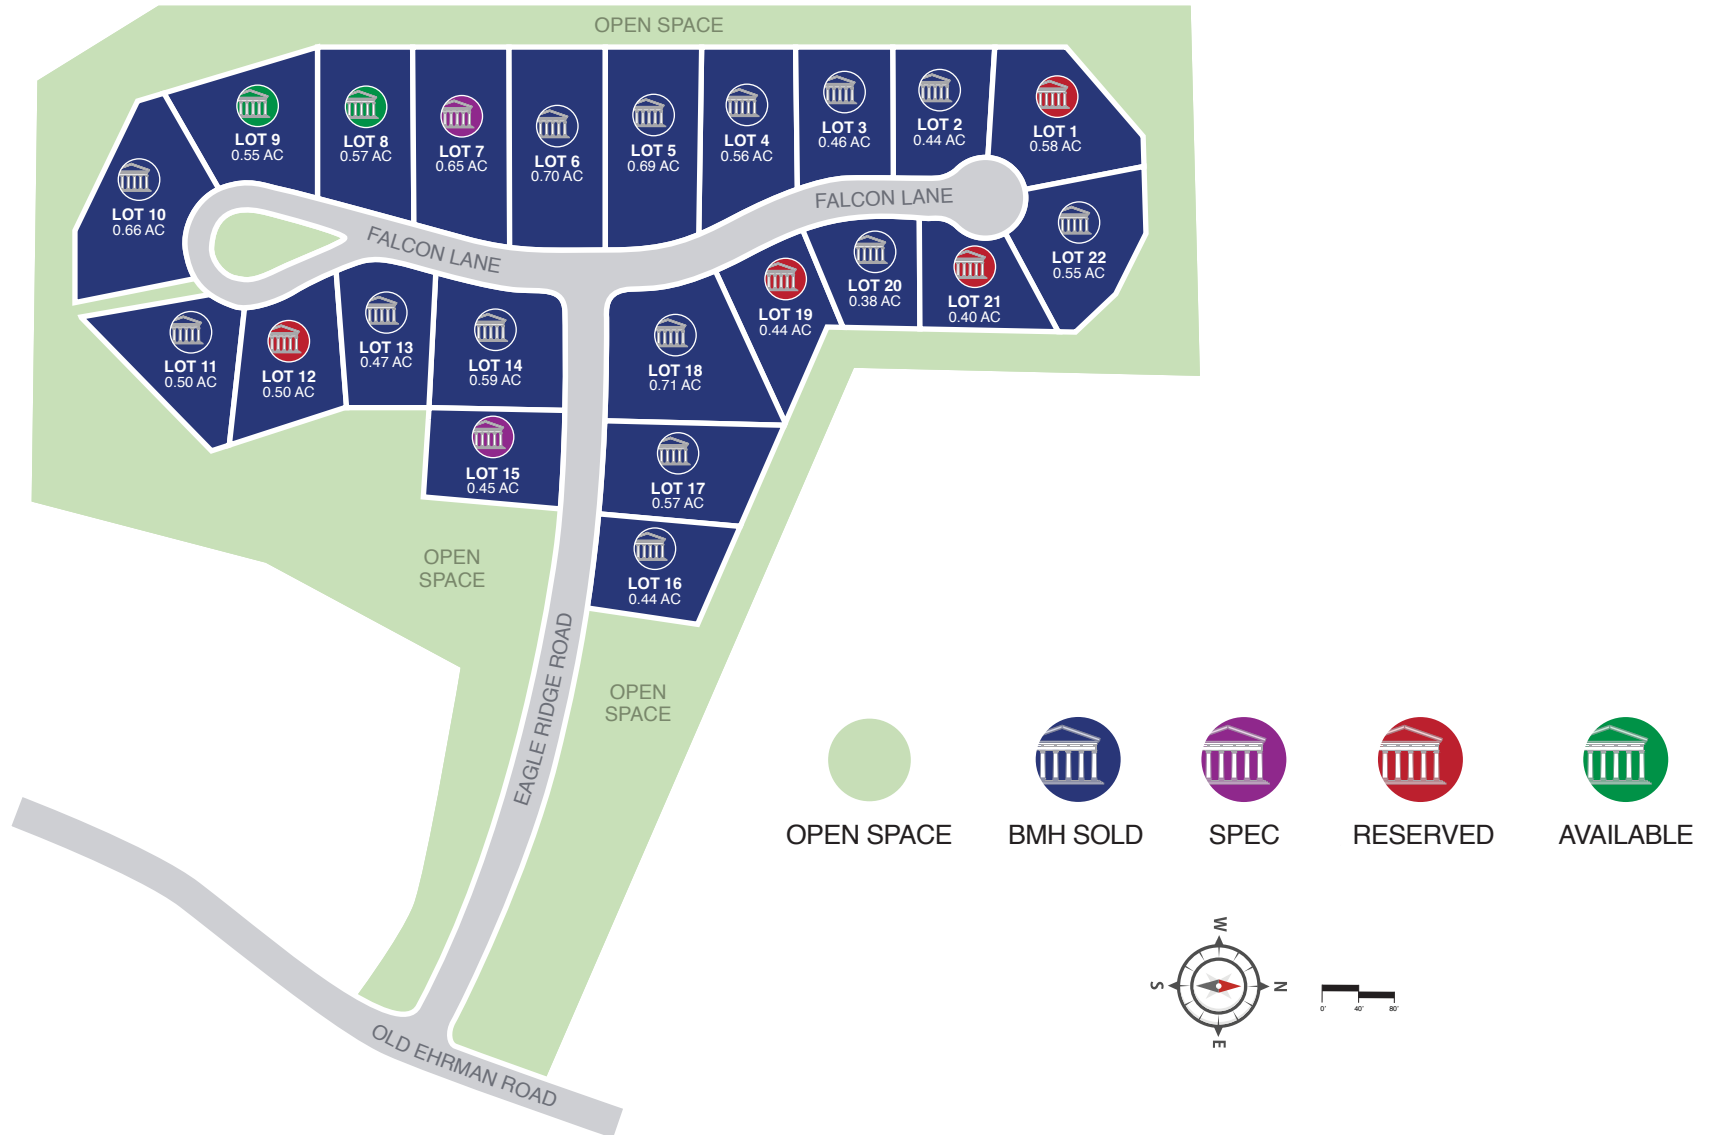 OPEN SPACE
LOT 9
0.55 AC
LOT 8
0.57 AC
LOT 7
0.65 AC
LOT 6
0.70 AC
LOT 5
0.69 AC
LOT 4
0.56 AC
LOT 3
0.46 AC
LOT 2
0.44 AC
LOT 1
0.58 AC
LOT 10
0.66 AC
FALCON LANE
FALCON LANE
LOT 22
0.55 AC
LOT 11
0.50 AC
LOT 12
0.50 AC
LOT 13
0.47 AC
LOT 14
0.59 AC
LOT 18
0.71 AC
LOT 19
0.44 AC
LOT 20
0.38 AC
LOT 21
0.40 AC
LOT 15
0.45 AC
LOT 17
0.57 AC
LOT 16
0.44 AC
OPEN
SPACE
OPEN
SPACE
EAGLE RIDGE ROAD
OLD EHRMAN ROAD
OPEN SPACE
BMH SOLD
SPEC
RESERVED
AVAILABLE
W
S
N
E
0'
40'
80'